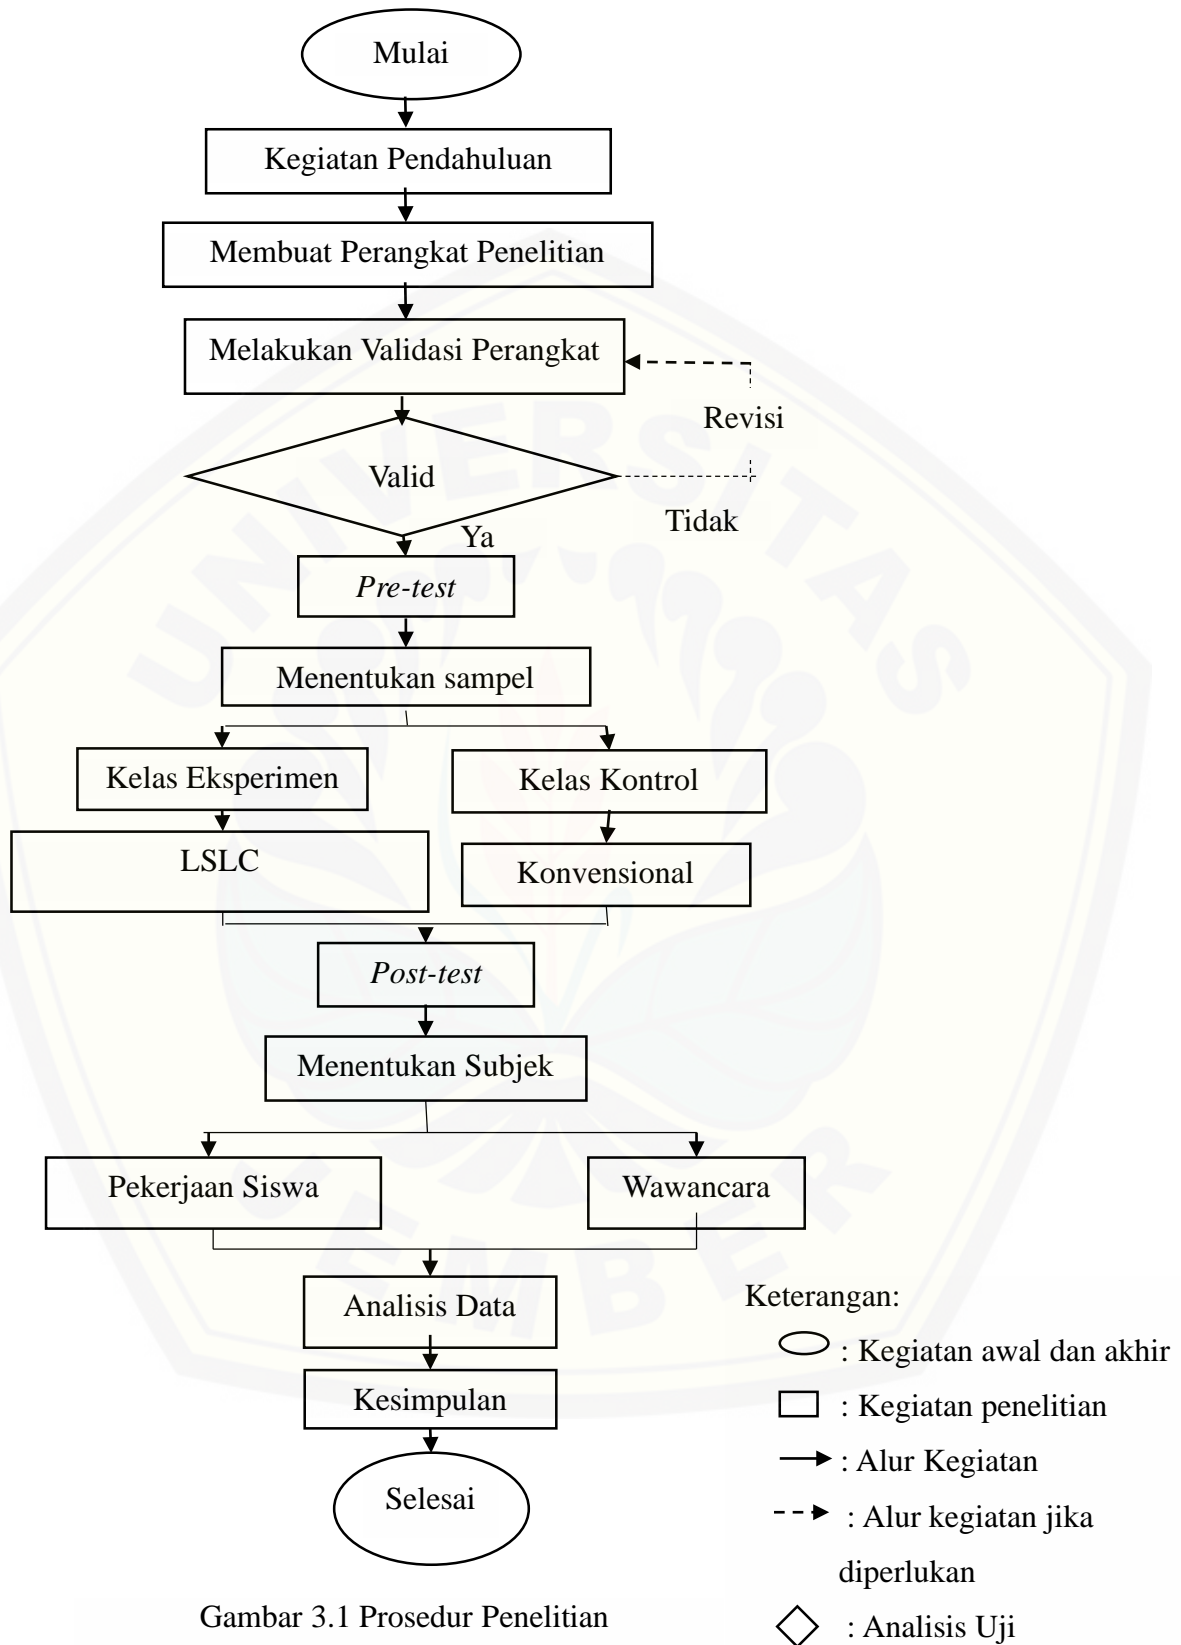 Mulai
Kegiatan Pendahuluan
Membuat Perangkat Penelitian
Melakukan Validasi Perangkat
Revisi
Valid
Tidak
Ya
Pre-test
Menentukan sampel
Kelas Eksperimen
Kelas Kontrol
LSLC
Konvensional
Post-test
Menentukan Subjek
Pekerjaan Siswa
Wawancara
Analisis Data
Kesimpulan
Selesai
Keterangan:
: Kegiatan awal dan akhir
: Kegiatan penelitian
: Alur Kegiatan
: Alur kegiatan jika
diperlukan
: Analisis Uji
Gambar 3.1 Prosedur Penelitian
UNIVERSITAS
JEMBER